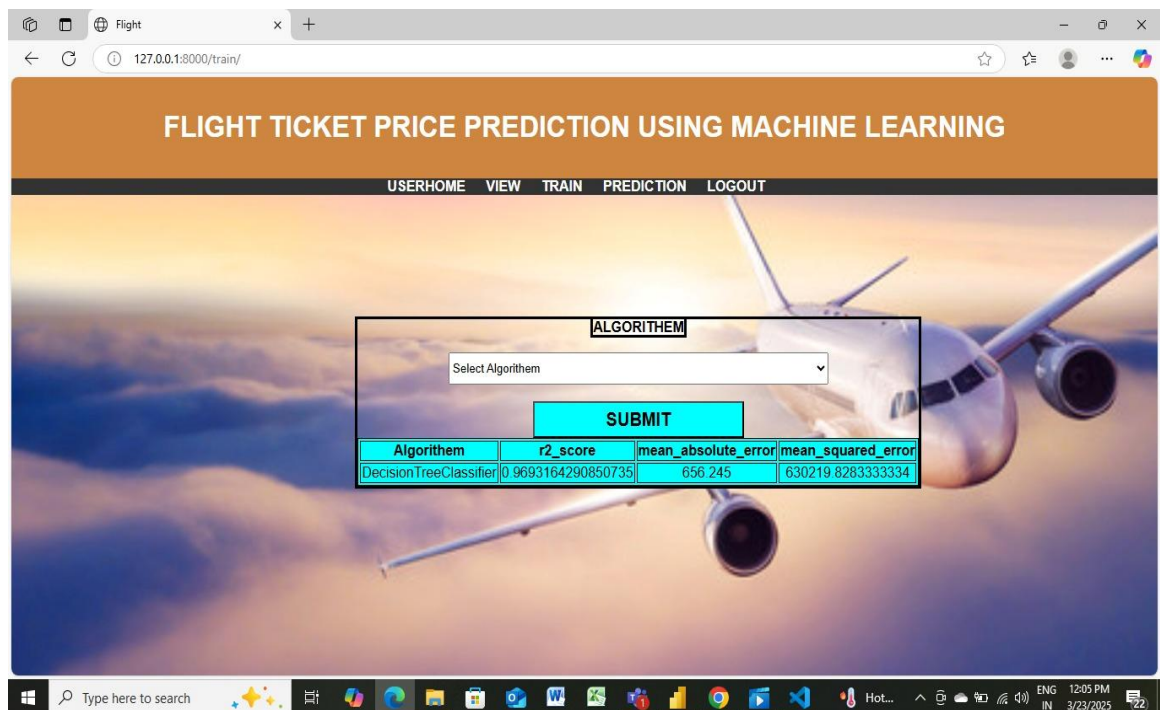 Flight
127.0.0.1:8000/train/
FLIGHT TICKET PRICE PREDICTION USING MACHINE LEARNING
USERHOME VIEW TRAIN PREDICTION LOGOUT
ALGORITHEM
Select Algorithem
SUBMIT
Algorithem r2_score mean_absolute_error mean_squared_error
DecisionTreeClassifier 0.9693164290850735 656.245 630219.8283333334
Type here to search
Hot...
ENG 12:05 PM
IN 3/23/2025
22